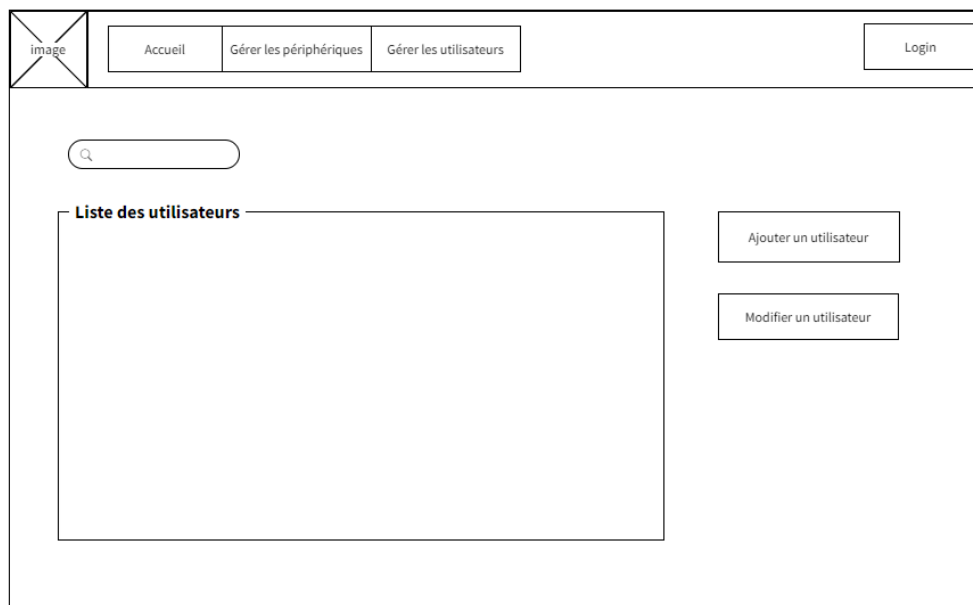 image
Accueil
Gérer les périphériques
Gérer les utilisateurs
Login
Liste des utilisateurs
Ajouter un utilisateur
Modifier un utilisateur